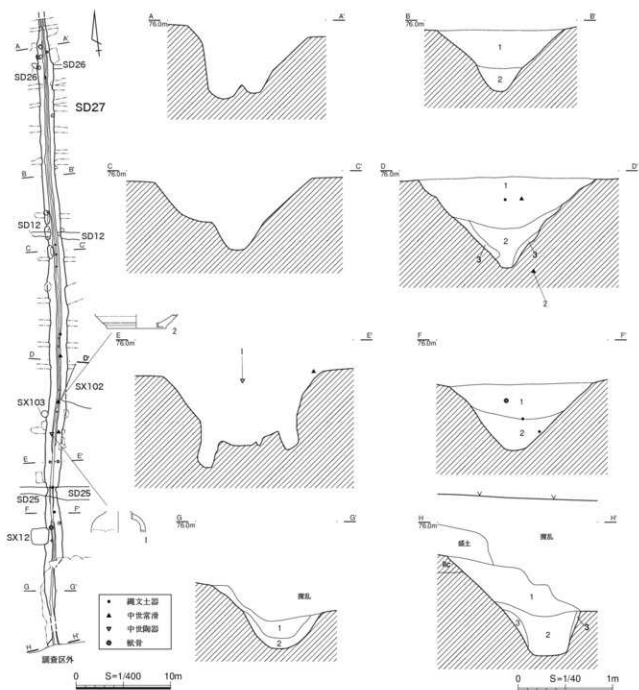 A
A'
SD26
SD26
SD27
B
B'
SD12
SD12
C
C'
D
D'
SX102
SX103
E
E'
SD25
SD25
F
F'
SX12
G
G'
H
H'
調査区外
0 S=1/400 10m
2
1
• 縄文土器
▲ 中世常滑
▽ 中世陶器
獣骨
A
76.0m
A'
B
76.0m
B'
1
2
C
76.0m
C'
D
76.0m
D'
1
2
3
3
2
E
76.0m
E'
1
F
76.0m
F'
1
2
G
76.0m
G'
撹乱
1
2
H
76.0m
H'
盛土
撹乱
1
3
2
3
0 S=1/40 1m